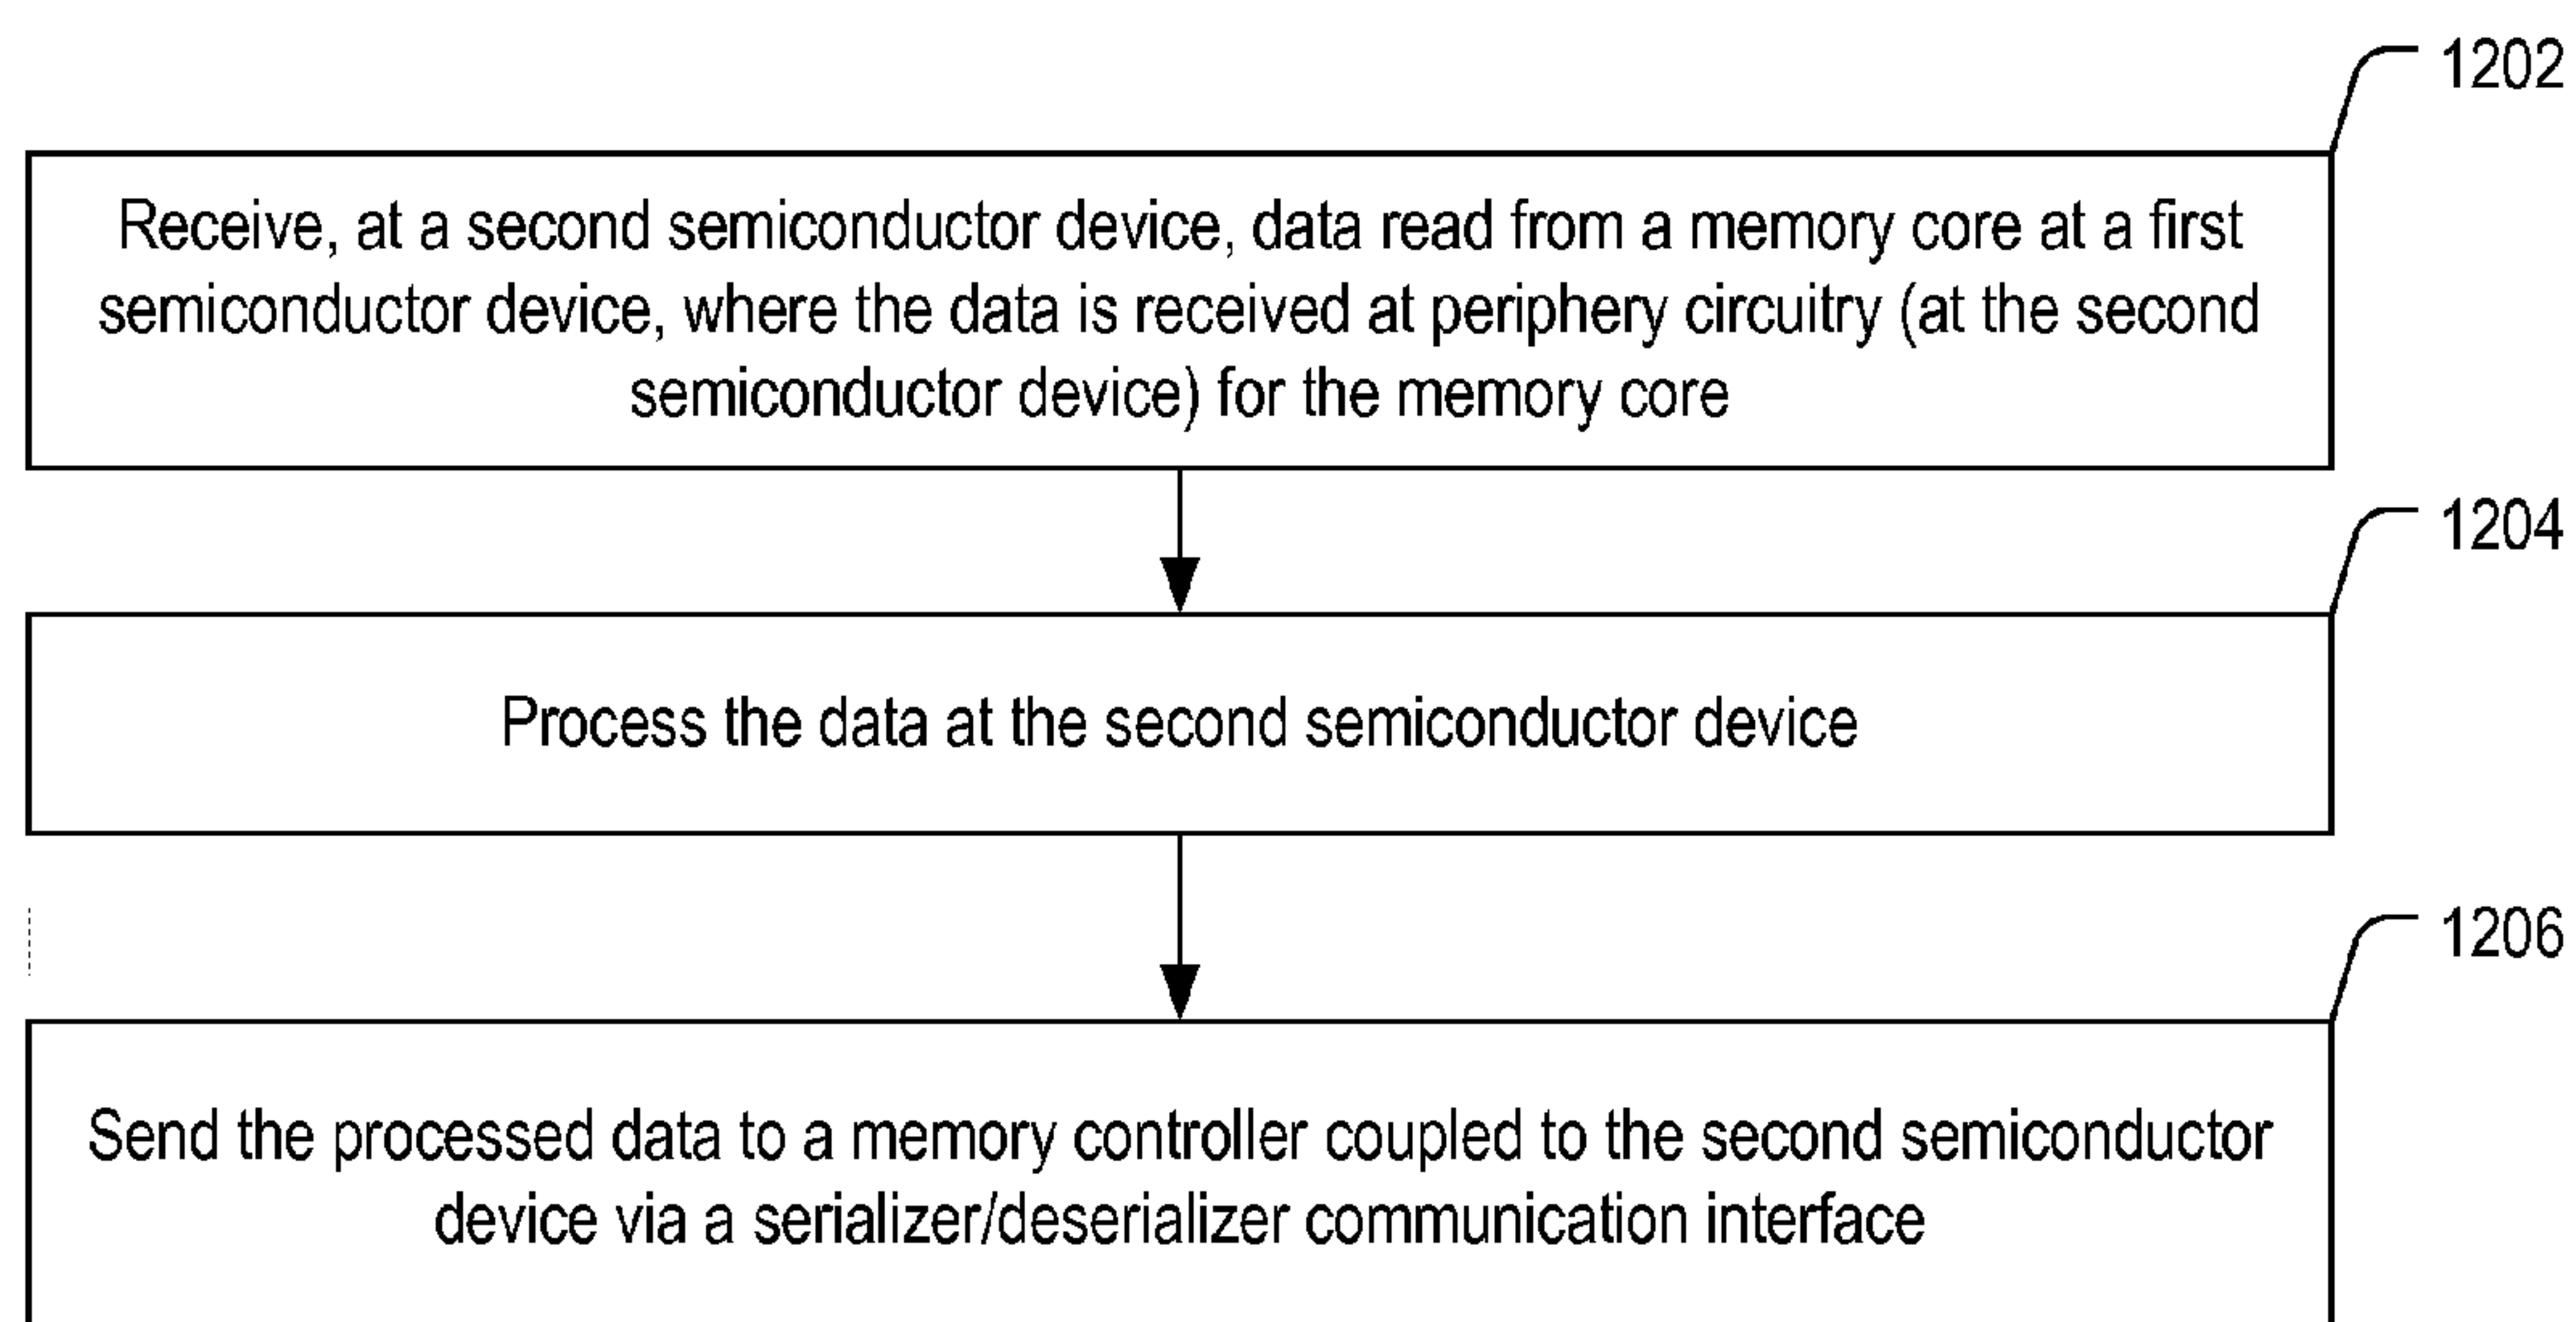 1202
Receive, at a second semiconductor device, data read from a memory core at a first
semiconductor device, where the data is received at periphery circuitry (at the second
semiconductor device) for the memory core
1204
Process the data at the second semiconductor device
1206
Send the processed data to a memory controller coupled to the second semiconductor
device via a serializer/deserializer communication interface